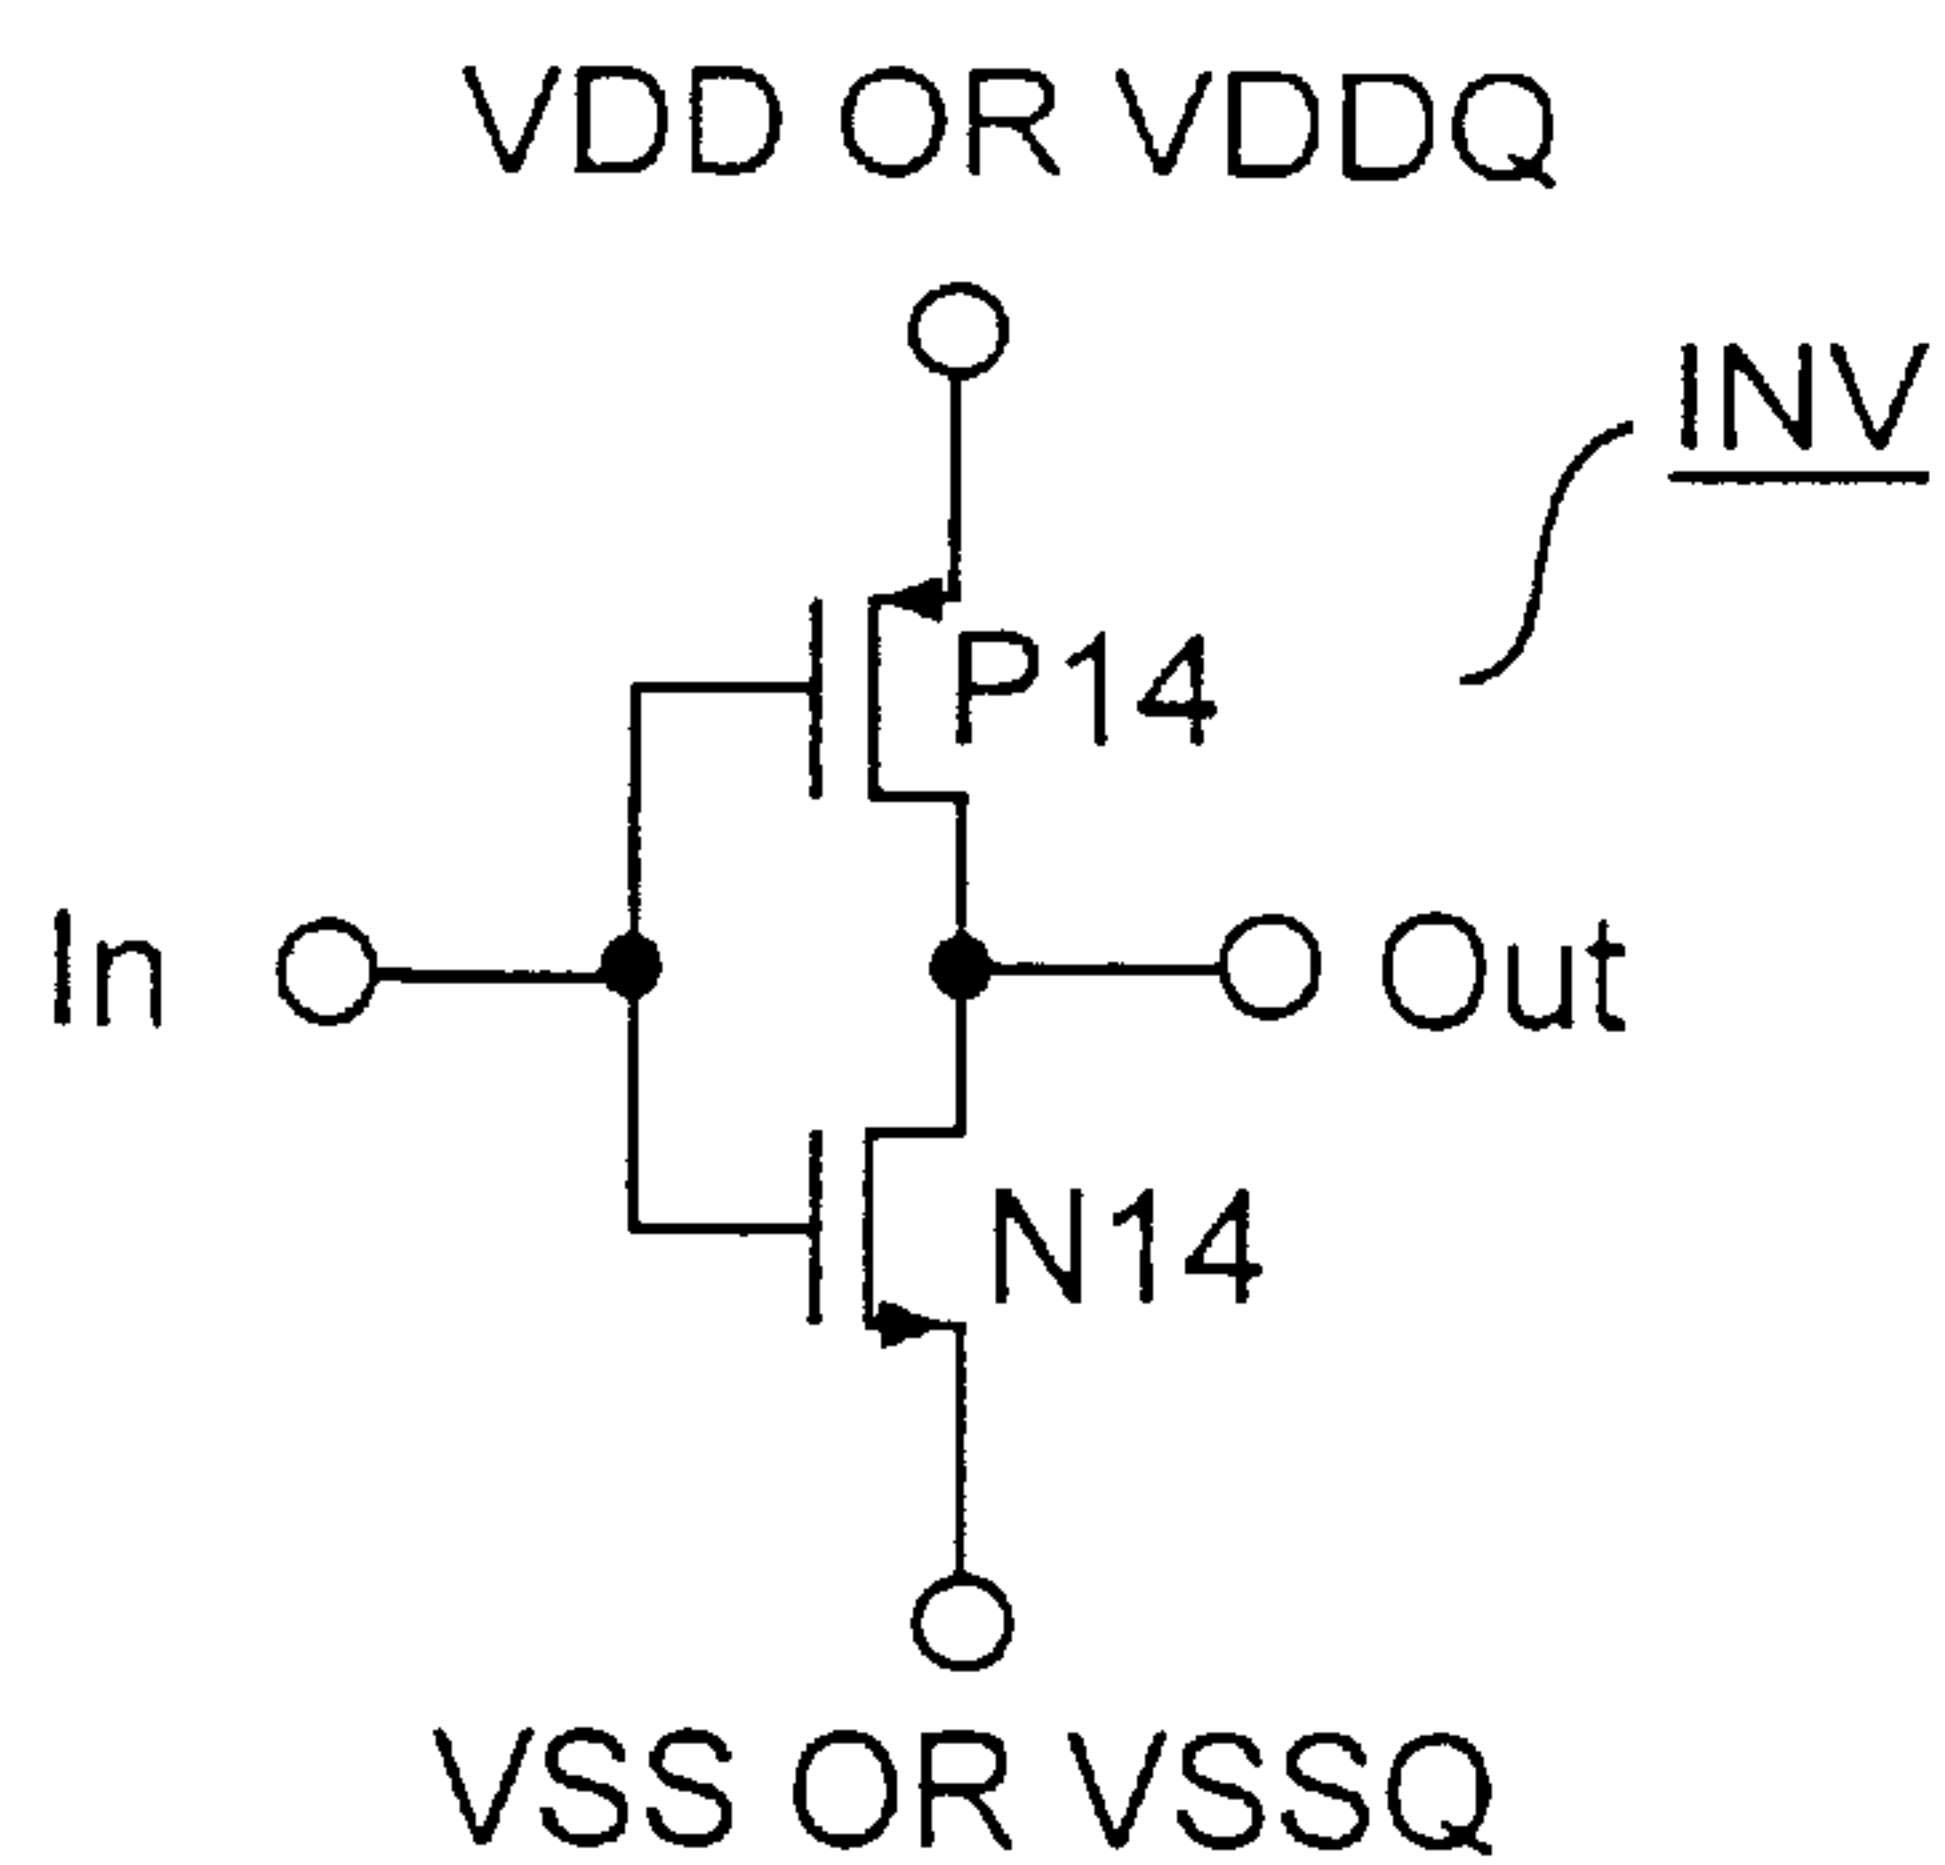 VDD OR VDDQ
INV
P14
In
Out
N14
VSS OR VSSQ